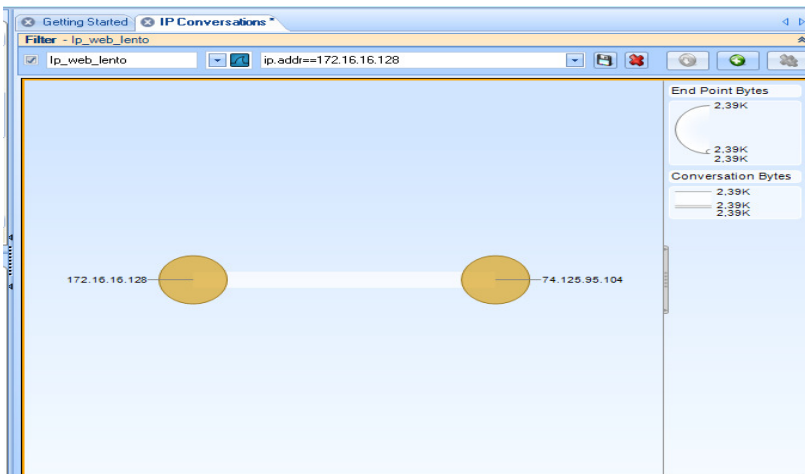 Getting Started
IP Conversations *
Filter - Ip_web_lento
Ip_web_lento
ip.addr==172.16.16.128
End Point Bytes
2,39K
2,39K
2,39K
Conversation Bytes
2,39K
2,39K
2,39K
172.16.16.128
74.125.95.104